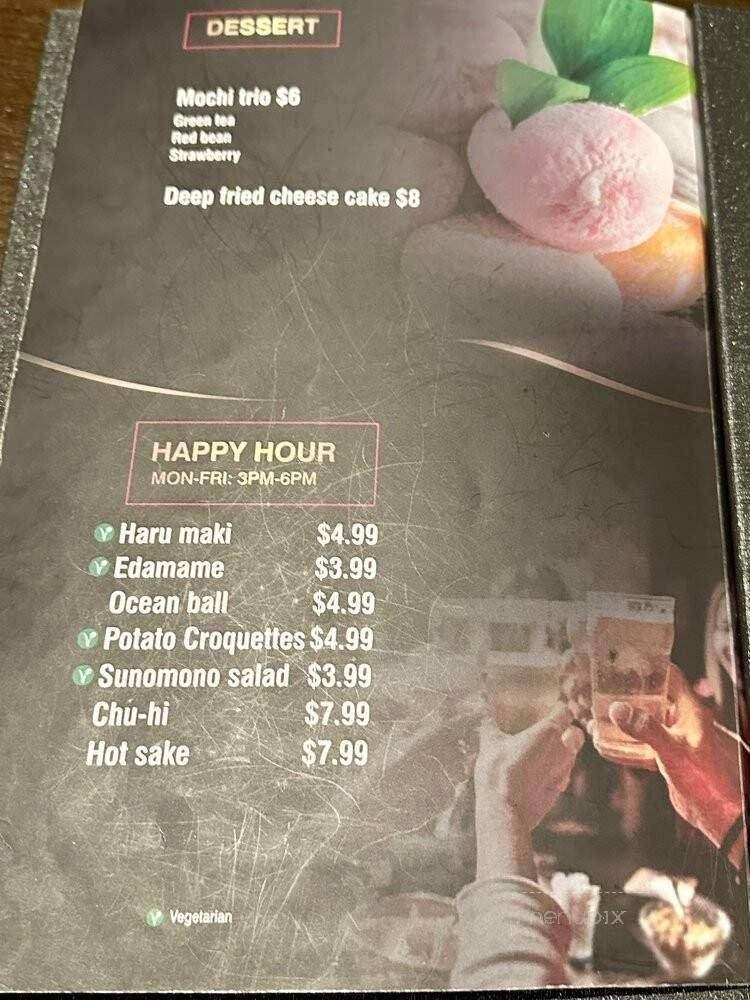 DESSERT
Mochi trio $6
Green tea
Red bean
Strawberry
Deep fried cheese cake $8
HAPPY HOUR
MON-FRI: 3PM-6PM
V Haru maki $4.99
V Edamame $3.99
Ocean ball $4.99
V Potato Croquettes $4.99
V Sunomono salad $3.99
Chu-hi $7.99
Hot sake $7.99
V Vegetarian
menupix